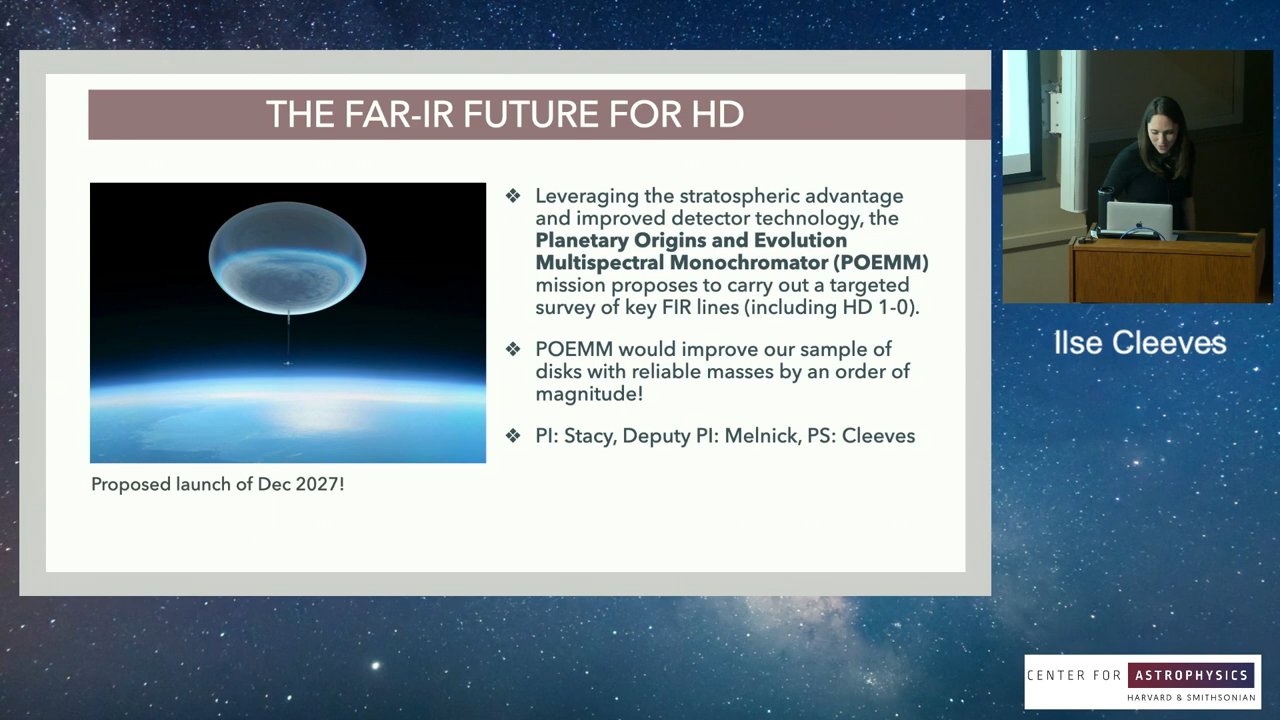 THE FAR-IR FUTURE FOR HD
❖ Leveraging the stratospheric advantage
and improved detector technology, the
Planetary Origins and Evolution
Multispectral Monochromator (POEMM)
mission proposes to carry out a targeted
survey of key FIR lines (including HD 1-0).
❖ POEMM would improve our sample of
disks with reliable masses by an order of
magnitude!
❖ PI: Stacy, Deputy PI: Melnick, PS: Cleeves
Proposed launch of Dec 2027!
Ilse Cleeves
CENTER FOR ASTROPHYSICS
HARVARD & SMITHSONIAN